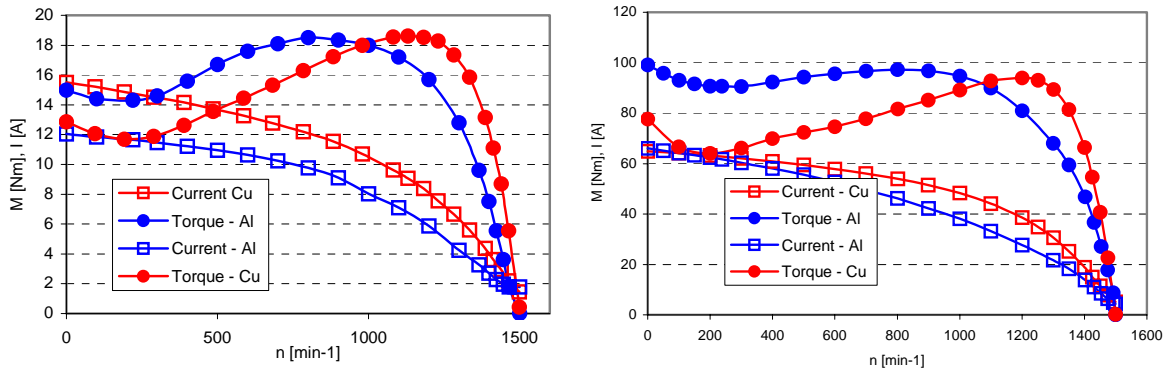 M [Nm], I [A]
20
18
16
14
12
10
8
6
4
2
0
0
500
1000
1500
n [min-1]
Current Cu
Torque - Al
Current - Al
Torque - Cu
M [Nm], I [A]
120
100
80
60
40
20
0
0
200
400
600
800
1000
1200
1400
1600
n [min-1]
Current - Cu
Torque - Al
Current - Al
Torque - Cu